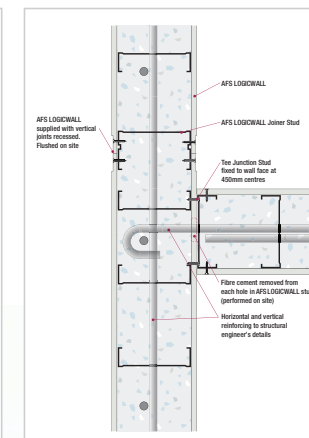 AFS LOGICWALL
supplied with vertical
joints recessed.
Flushed on site
AFS LOGICWALL
AFS LOGICWALL Joiner Stud
Tee Junction Stud
fixed to wall face at
450mm centres
Fibre cement removed from
each hole in AFS LOGICWALL stu
(performed on site)
Horizontal and vertical
reinforcing to structural
engineer's details